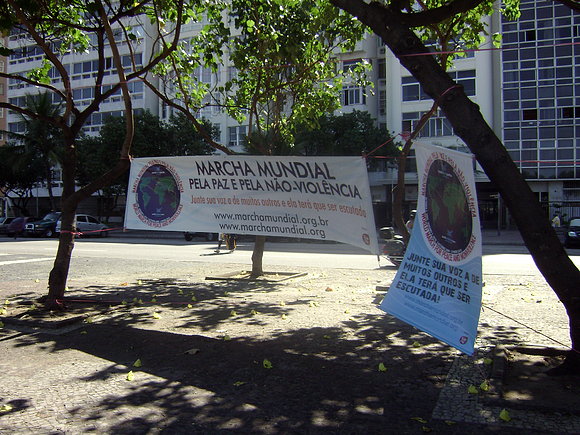 MARCHA MUNDIAL
PELA PAZ E PELA NÃO-VIOLÊNCIA
Junte sua voz a de muitos outros e ela terá que ser escutada
www.marchamundial.org.br
www.marchamundial.org
JUNTE SUA VOZ A DE
MUITOS OUTROS E
ELA TERÁ QUE SER
ESCUTADA!